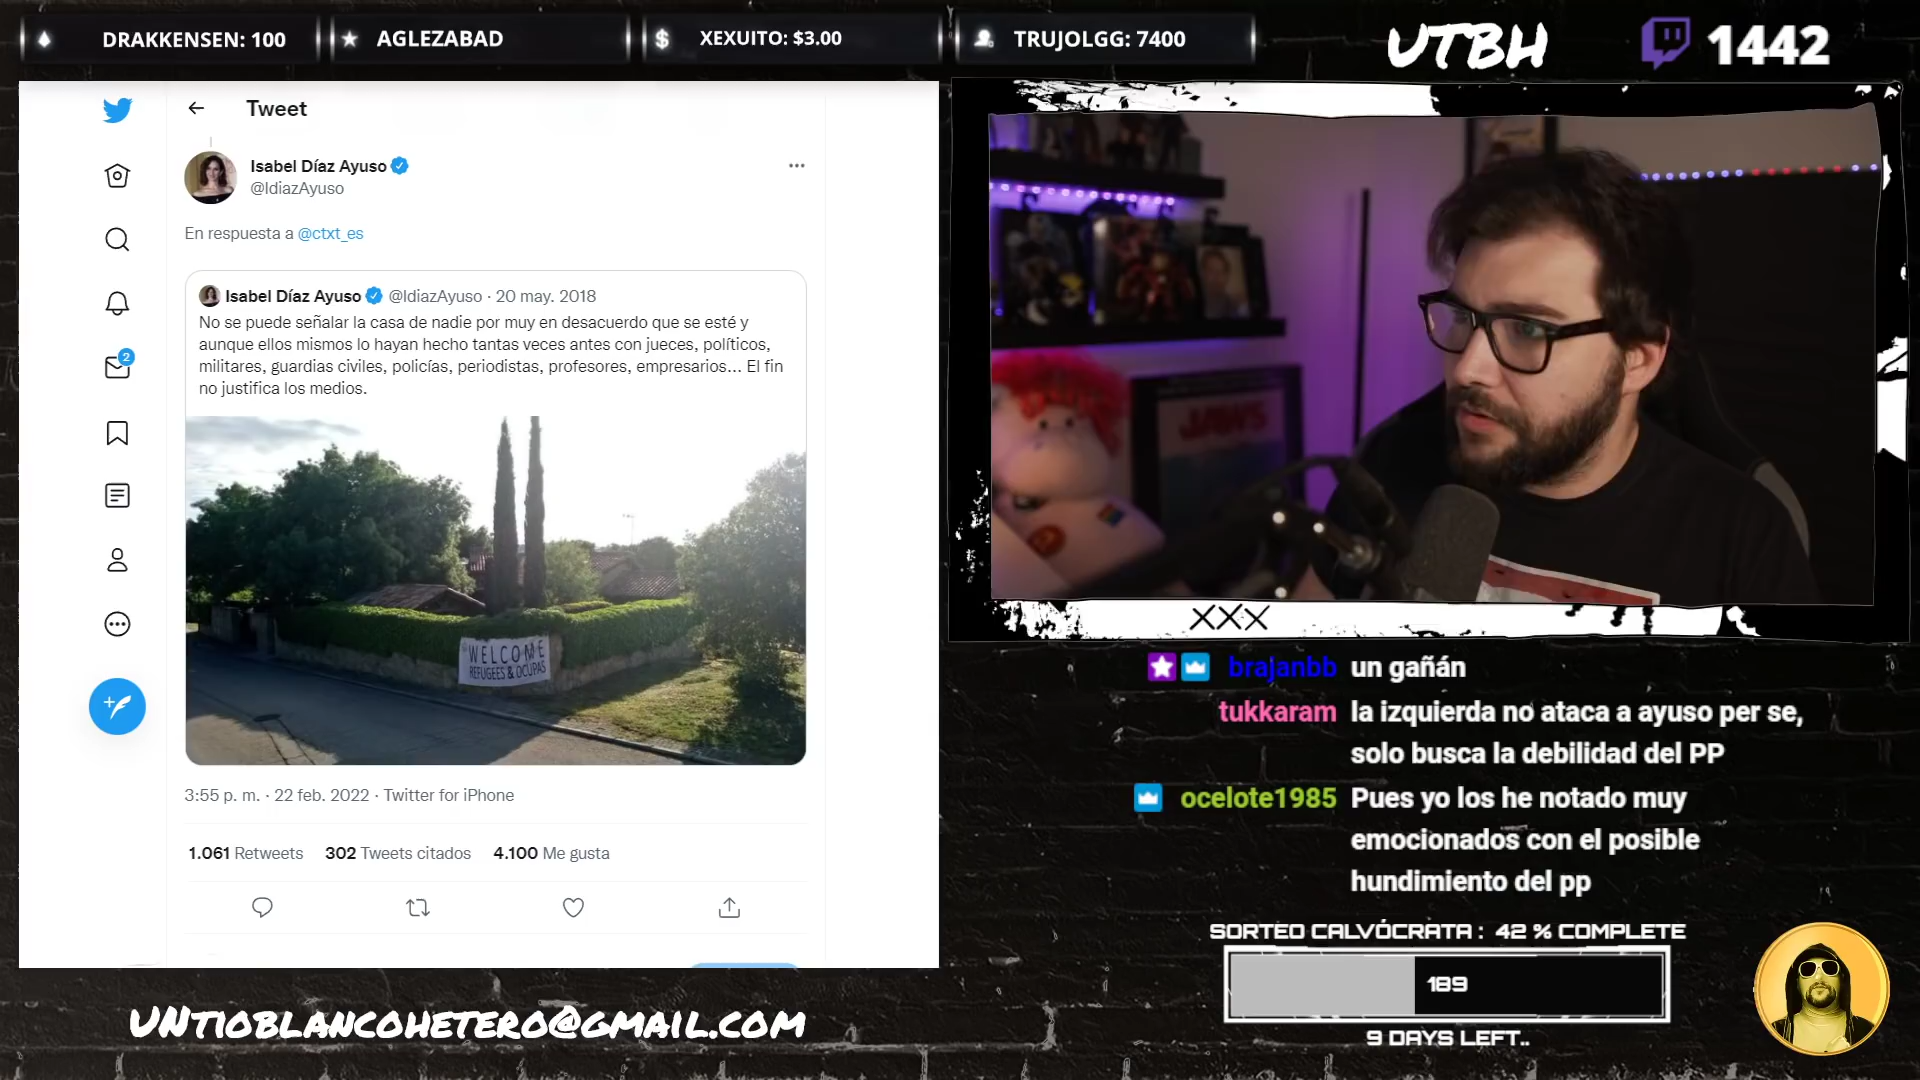 DRAKKENSEN: 100
AGLEZABAD
XEXUITO: $3.00
TRUJOLGG: 7400
UTBH
1442
Tweet
Isabel Díaz Ayuso
@IdiazAyuso
En respuesta a @ctxt_es
Isabel Díaz Ayuso @IdiazAyuso · 20 may. 2018
No se puede señalar la casa de nadie por muy en desacuerdo que se esté y
aunque ellos mismos lo hayan hecho tantas veces antes con jueces, políticos,
militares, guardias civiles, policías, periodistas, profesores, empresarios... El fin
no justifica los medios.
WELCOME
REFUGEES & OCUPAS
2
3:55 p. m. · 22 feb. 2022 · Twitter for iPhone
1.061 Retweets 302 Tweets citados 4.100 Me gusta
JAWS
XXX
brajanbb un gañán
tukkaram la izquierda no ataca a ayuso per se,
solo busca la debilidad del PP
ocelote1985 Pues yo los he notado muy
emocionados con el posible
hundimiento del pp
SORTEO CALVÓCRATA : 42 % COMPLETE
189
9 DAYS LEFT..
UNTIOBLANCOHETERO@GMAIL.COM